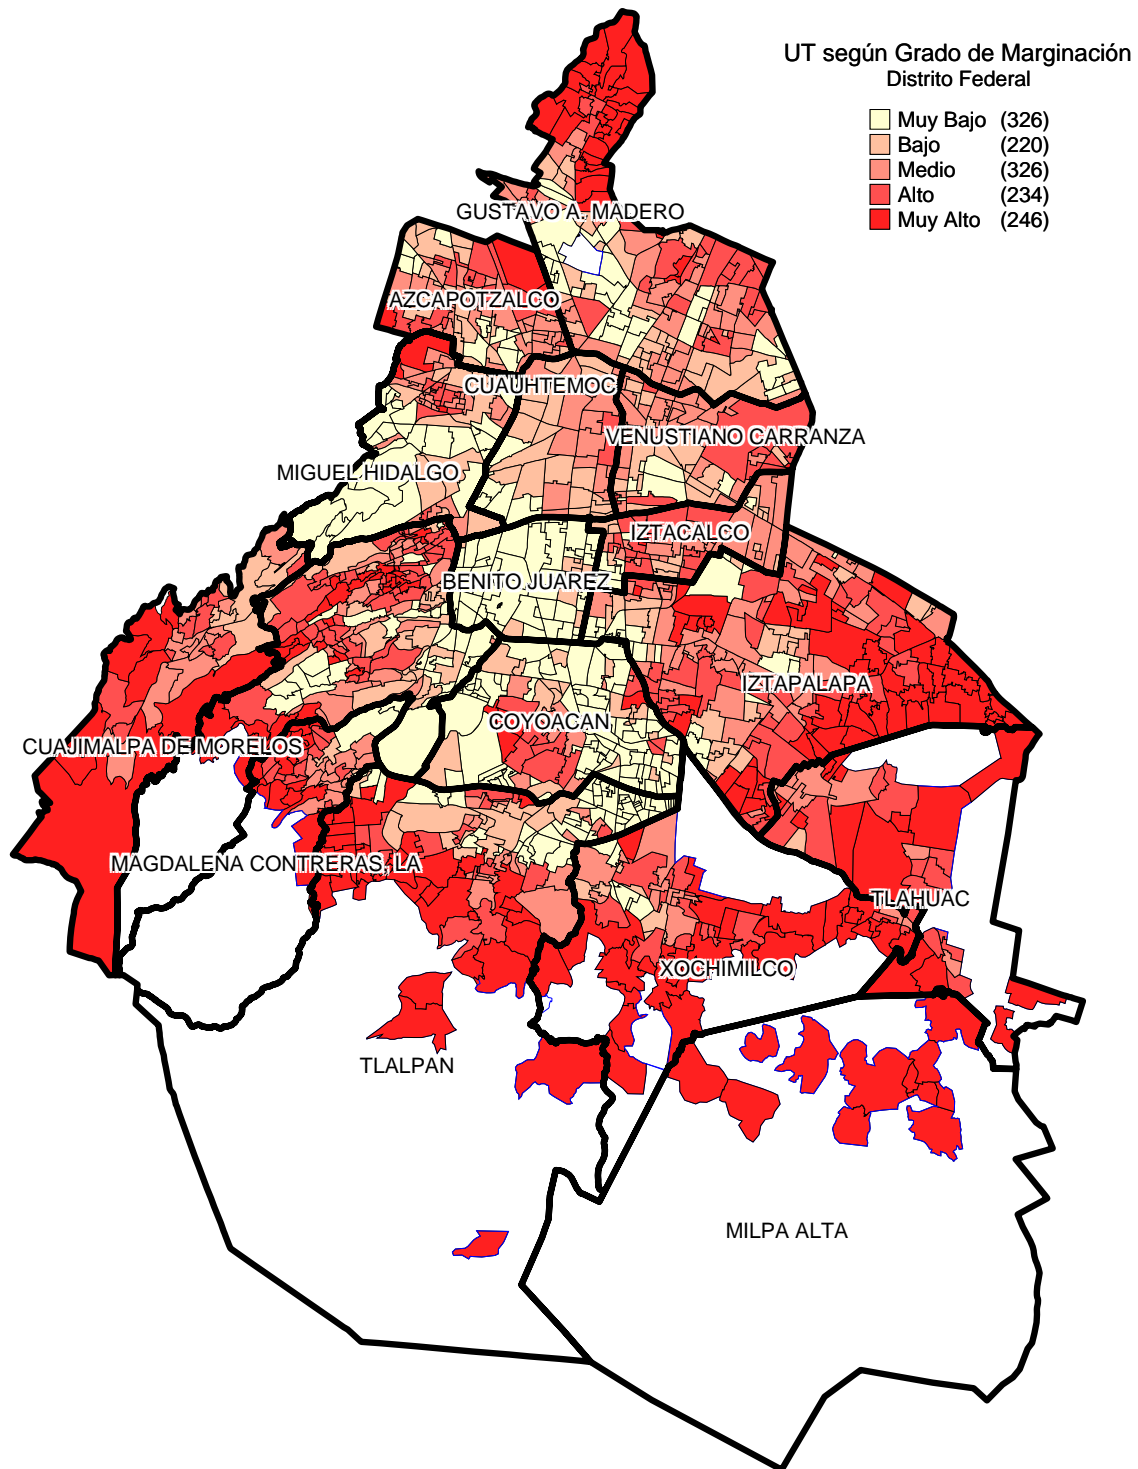 UT según Grado de Marginación
Distrito Federal
Muy Bajo (326)
Bajo (220)
Medio (326)
Alto (234)
Muy Alto (246)
GUSTAVO A. MADERO
AZCAPOTZALCO
CUAUHTEMOC
VENUSTIANO CARRANZA
MIGUEL HIDALGO
IZTACALCO
BENITO JUAREZ
IZTAPALAPA
COYOACAN
CUAJIMALPA DE MORELOS
MAGDALENA CONTRERAS, LA
TLAHUAC
XOCHIMILCO
TLALPAN
MILPA ALTA